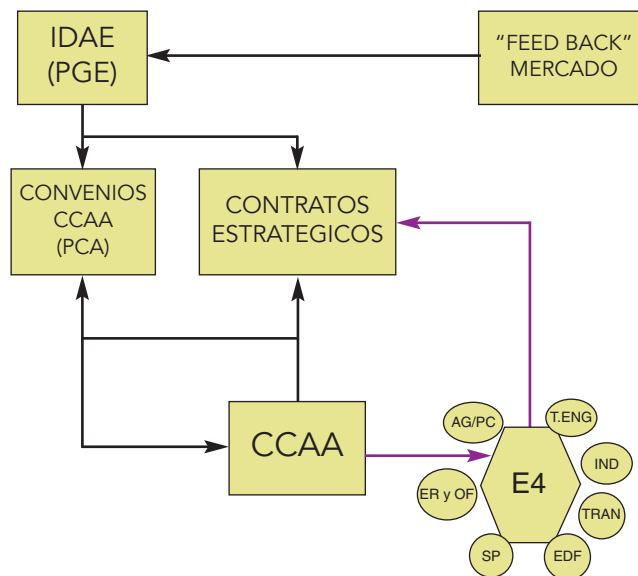 IDAE
(PGE)
“FEED BACK”
MERCADO
CONVENIOS
CCAA
(PCA)
CONTRATOS
ESTRATEGICOS
CCAA
AG/PC
T.ENG
IND
E4
ER y OF
TRAN
SP
EDF